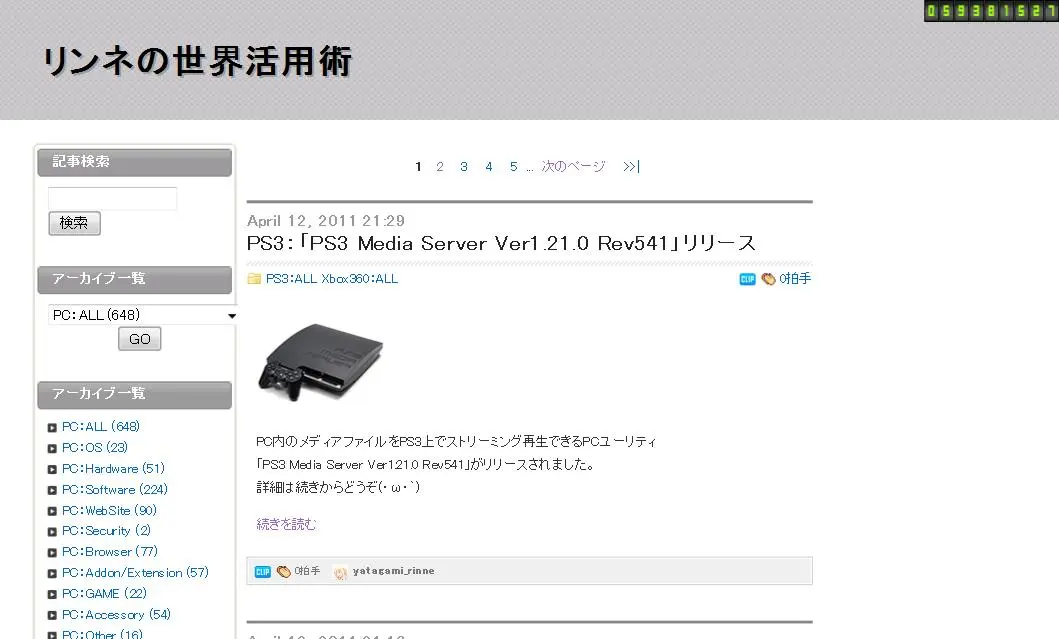 059381527
リンネの世界活用術
記事検索
検索
アーカイブ一覧
PC:ALL (648)
GO
アーカイブ一覧
PC:ALL (648)
PC:OS (23)
PC:Hardware (51)
PC:Software (224)
PC:WebSite (90)
PC:Security (2)
PC:Browser (77)
PC:Addon/Extension (57)
PC:GAME (22)
PC:Accessory (54)
PC:Other (16)
1 2 3 4 5 ... 次のページ >>|
April 12, 2011 21:29
PS3:「PS3 Media Server Ver1.21.0 Rev541」リリース
PS3:ALL Xbox360:ALL
CLIP 0拍手
PS3
MEDIA
SERVER
PC内のメディアファイルをPS3上でストリーミング再生できるPCユーリティ
「PS3 Media Server Ver1.21.0 Rev541」がリリースされました。
詳細は続きからどうぞ(・ω・`)
続きを読む
CLIP 0拍手 yatagami_rinne